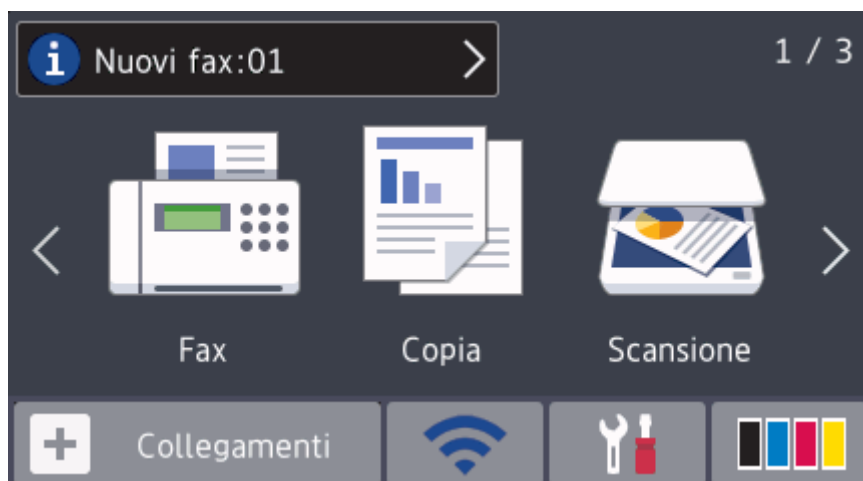 Nuovi fax:01
1 / 3
Fax
Copia
Scansione
Collegamenti